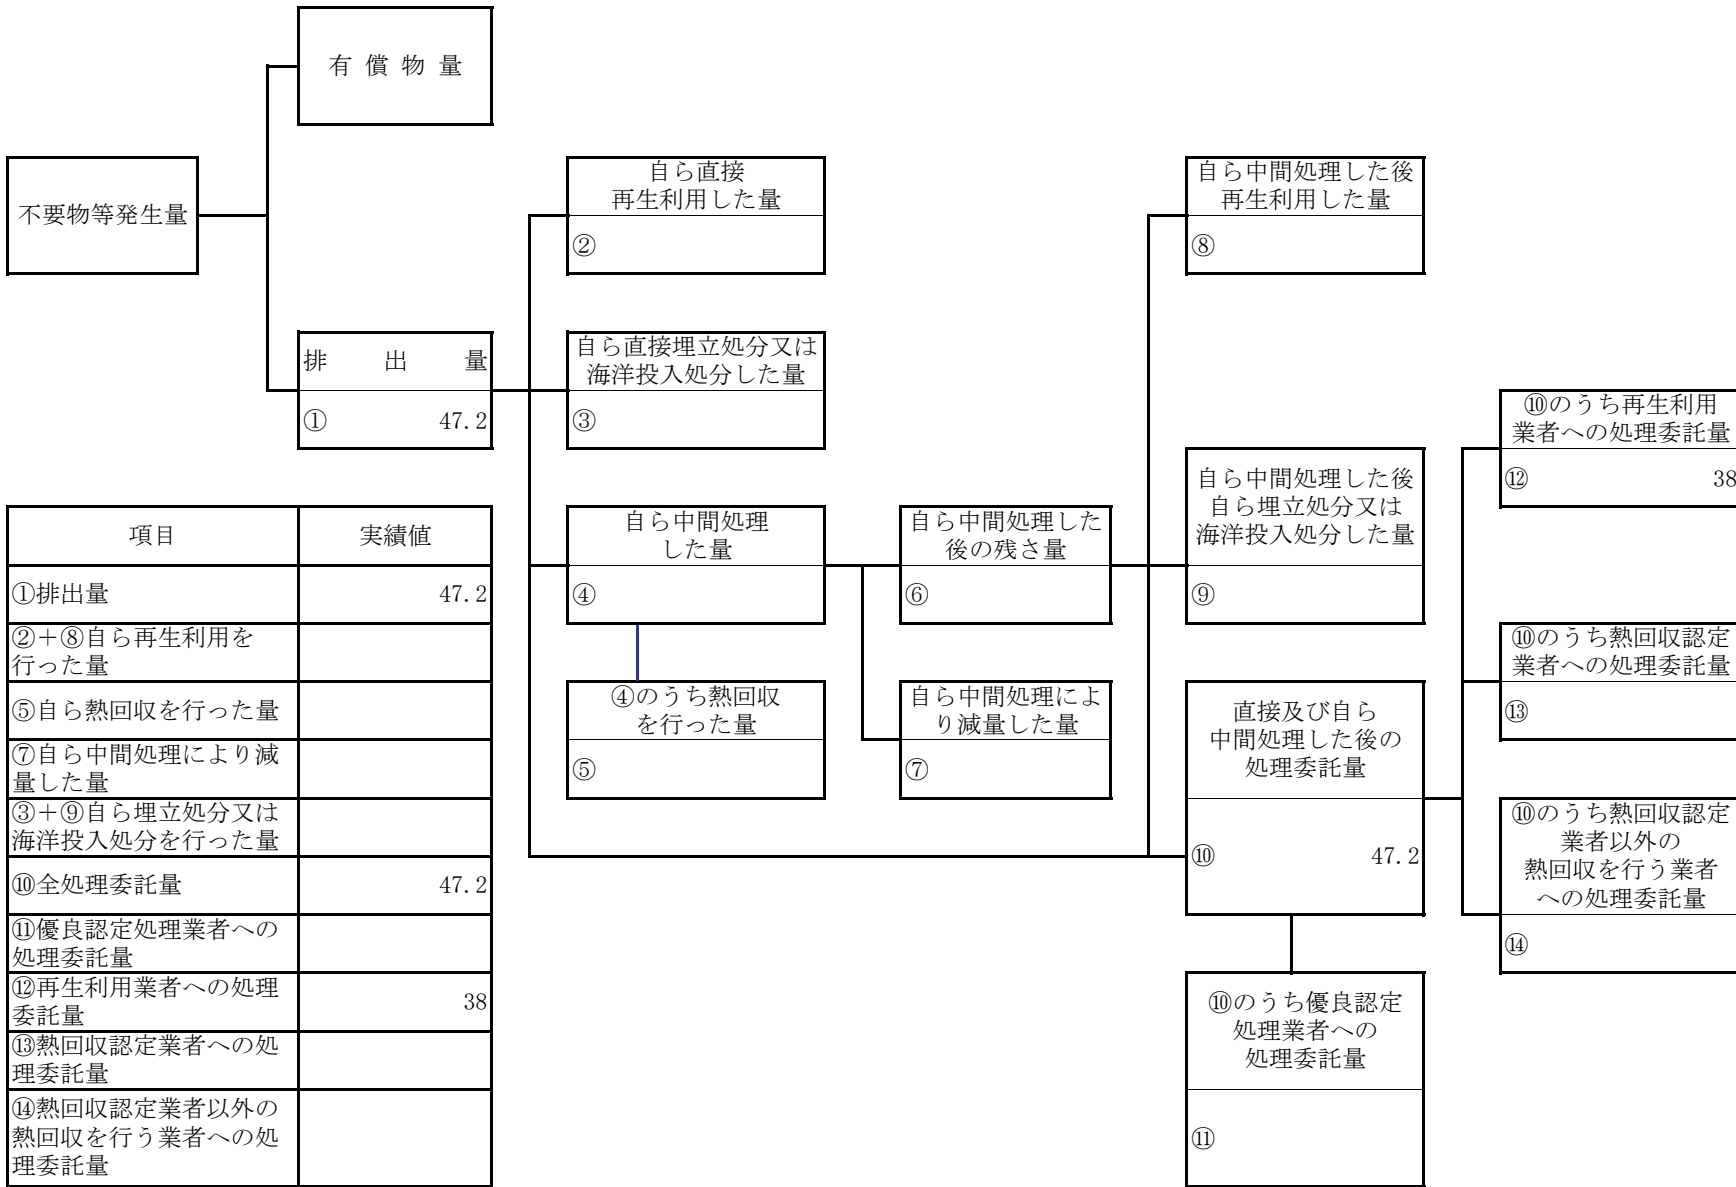 有 償 物 量
不要物等発生量
自ら直接
再生利用した量
②
自ら中間処理した後
再生利用した量
⑧
排 出 量
① 47.2
自ら直接埋立処分又は
海洋投入処分した量
③
⑩のうち再生利用
業者への処理委託量
⑫ 38
自ら中間処理した後
自ら埋立処分又は
海洋投入処分した量
⑨
自ら中間処理
した量
④
自ら中間処理した
後の残さ量
⑥
④のうち熱回収
を行った量
⑤
自ら中間処理によ
り減量した量
⑦
直接及び自ら
中間処理した後の
処理委託量
⑩ 47.2
⑩のうち熱回収認定
業者への処理委託量
⑬
⑩のうち熱回収認定
業者以外の
熱回収を行う業者
への処理委託量
⑭
⑩のうち優良認定
処理業者への
処理委託量
⑪
項目 実績値
①排出量 47.2
②+⑧自ら再生利用を
行った量
⑤自ら熱回収を行った量
⑦自ら中間処理により減
量した量
③+⑨自ら埋立処分又は
海洋投入処分を行った量
⑩全処理委託量 47.2
⑪優良認定処理業者への
処理委託量
⑫再生利用業者への処理
委託量 38
⑬熱回収認定業者への処
理委託量
⑭熱回収認定業者以外の
熱回収を行う業者への処
理委託量